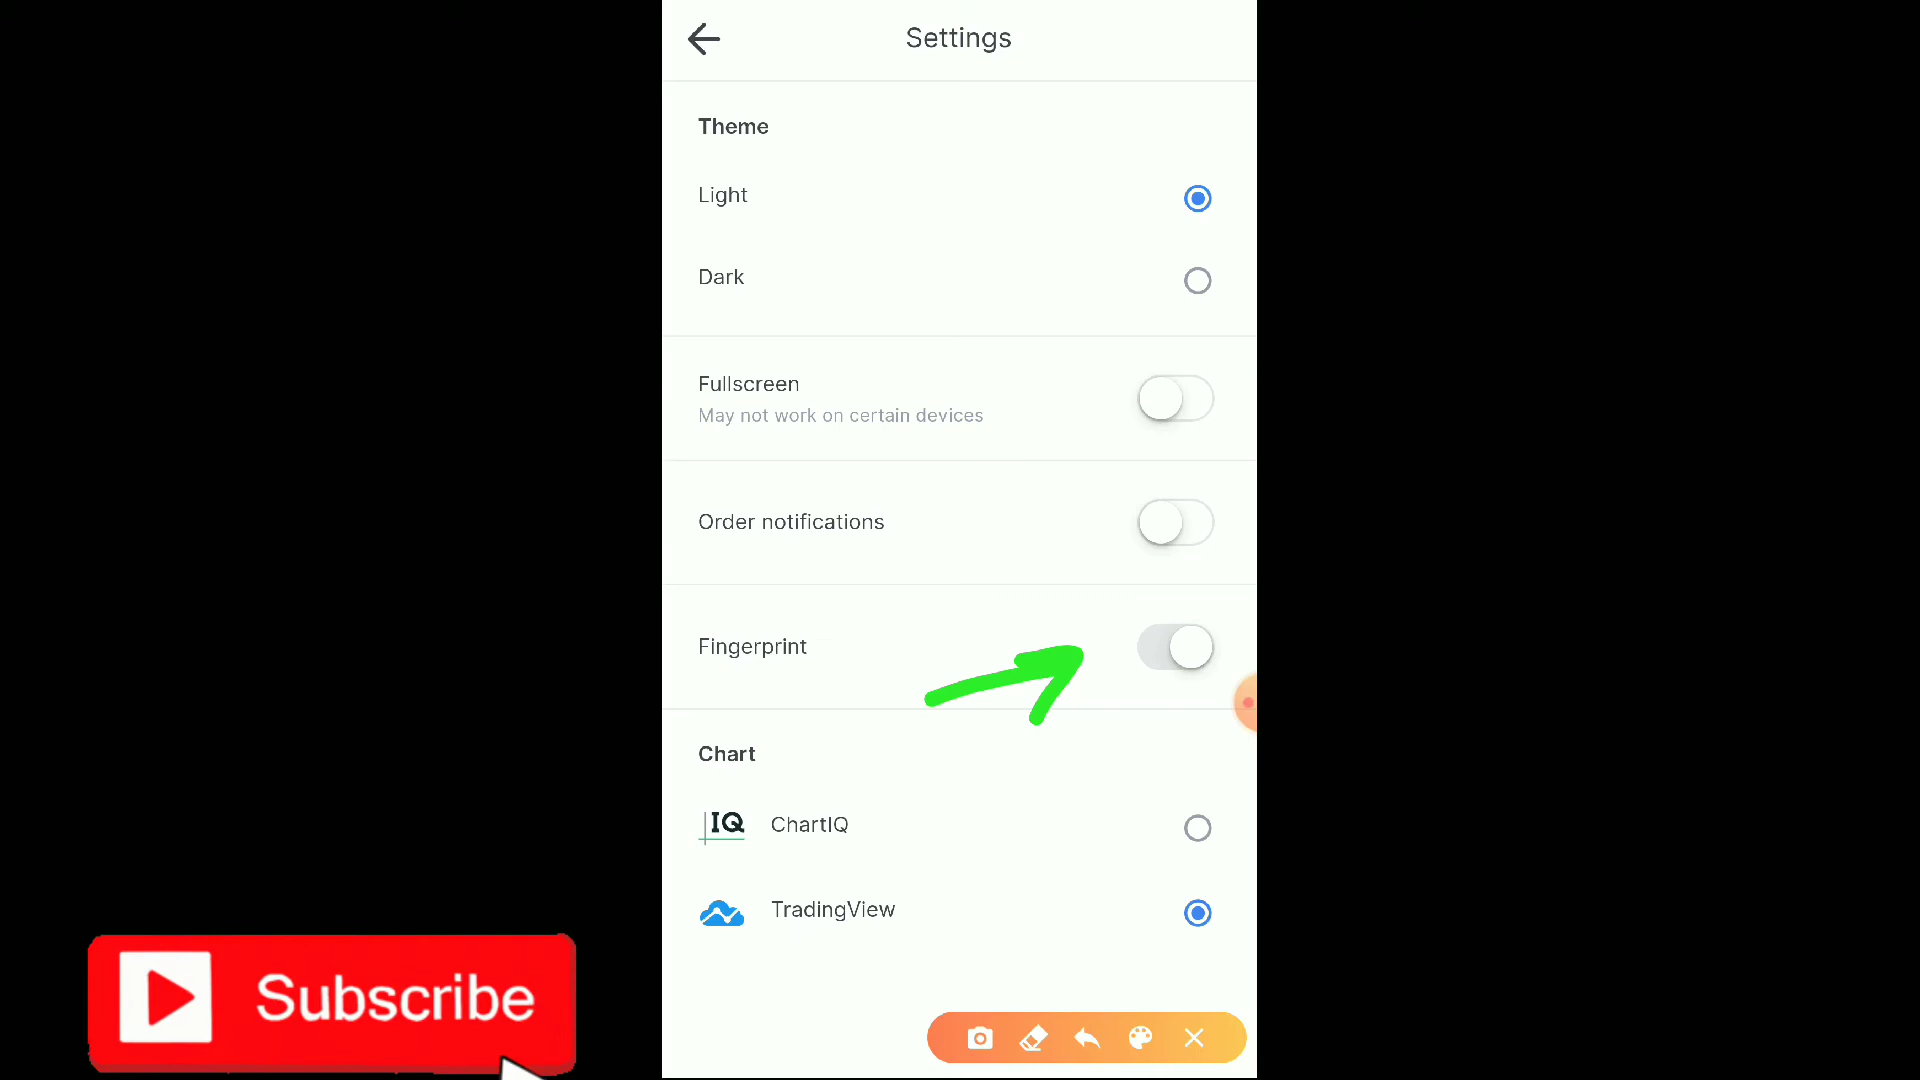 Settings
Theme
Light
Dark
Fullscreen
May not work on certain devices
Order notifications
Fingerprint
Chart
IQ ChartIQ
TradingView
Subscribe